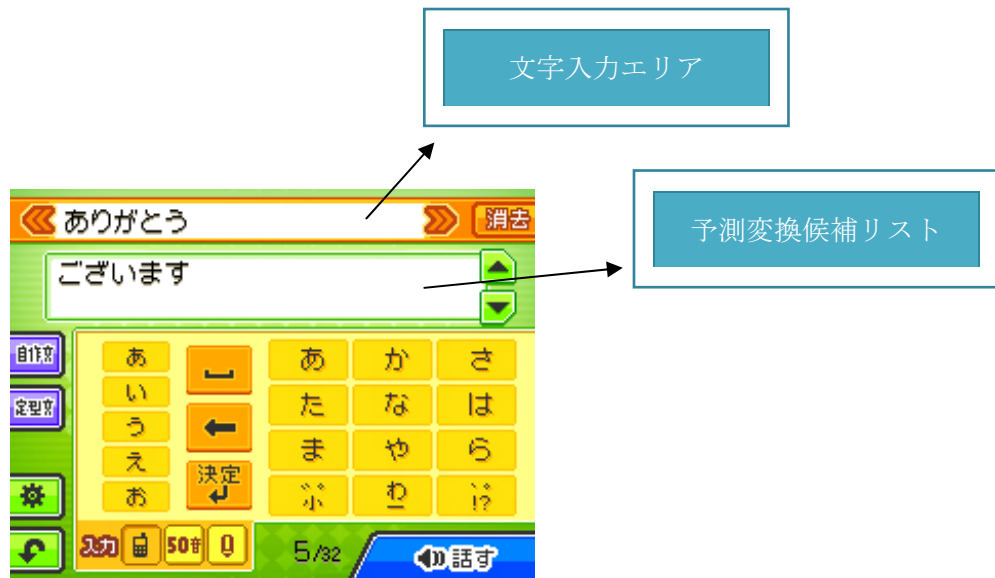 文字入力エリア
予測変換候補リスト
ありがとう
消去
ございます
自作文
定型文
あ
い
う
え
お
決定
あ か さ
た な は
ま や ら
゛゜小 わ 、。!?
入力 50音
5/32
話す